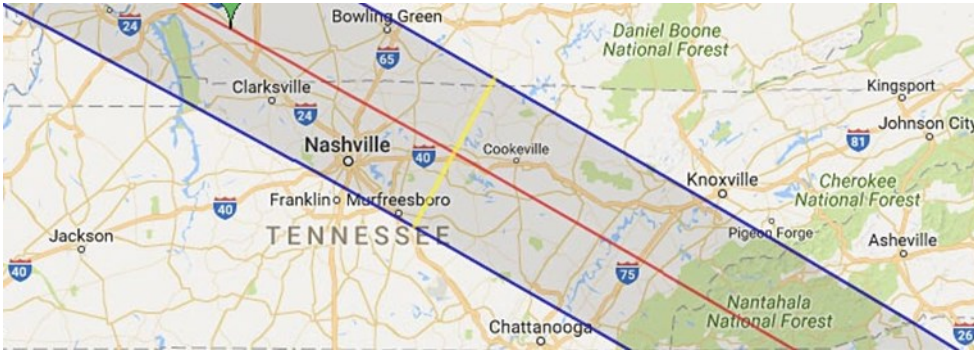 24
Bowling Green
65
Daniel Boone
National Forest
Clarksville
Kingsport
24
Johnson City
Nashville
40
Cookeville
81
Knoxville
Cherokee
National Forest
Franklin
Murfreesboro
40
Pigeon Forge
TENNESSEE
Jackson
Asheville
40
75
Nantahala
National Forest
Chattanooga
26